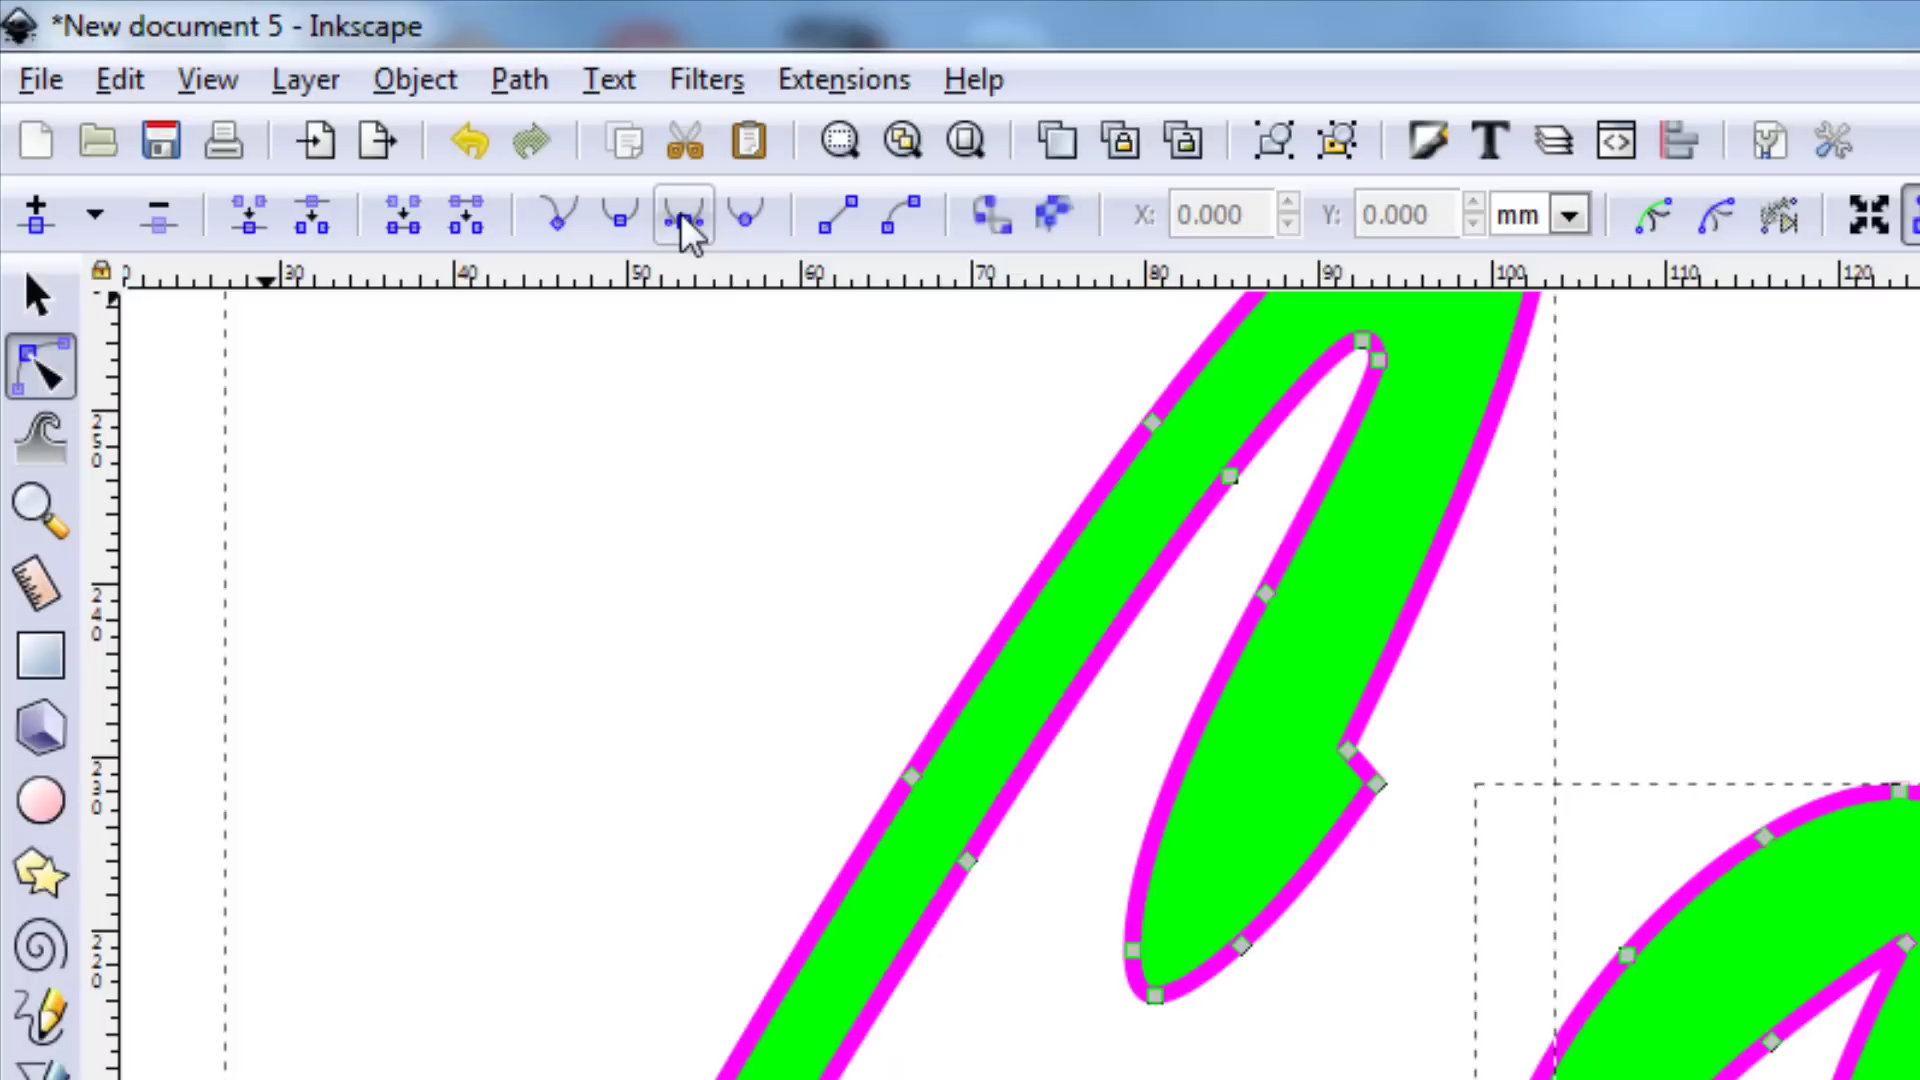 *New document 5 - Inkscape
File Edit View Layer Object Path Text Filters Extensions Help
X: 0.000 Y: 0.000 mm
30 40 50 60 70 80 90 100 110 120
250
240
230
220